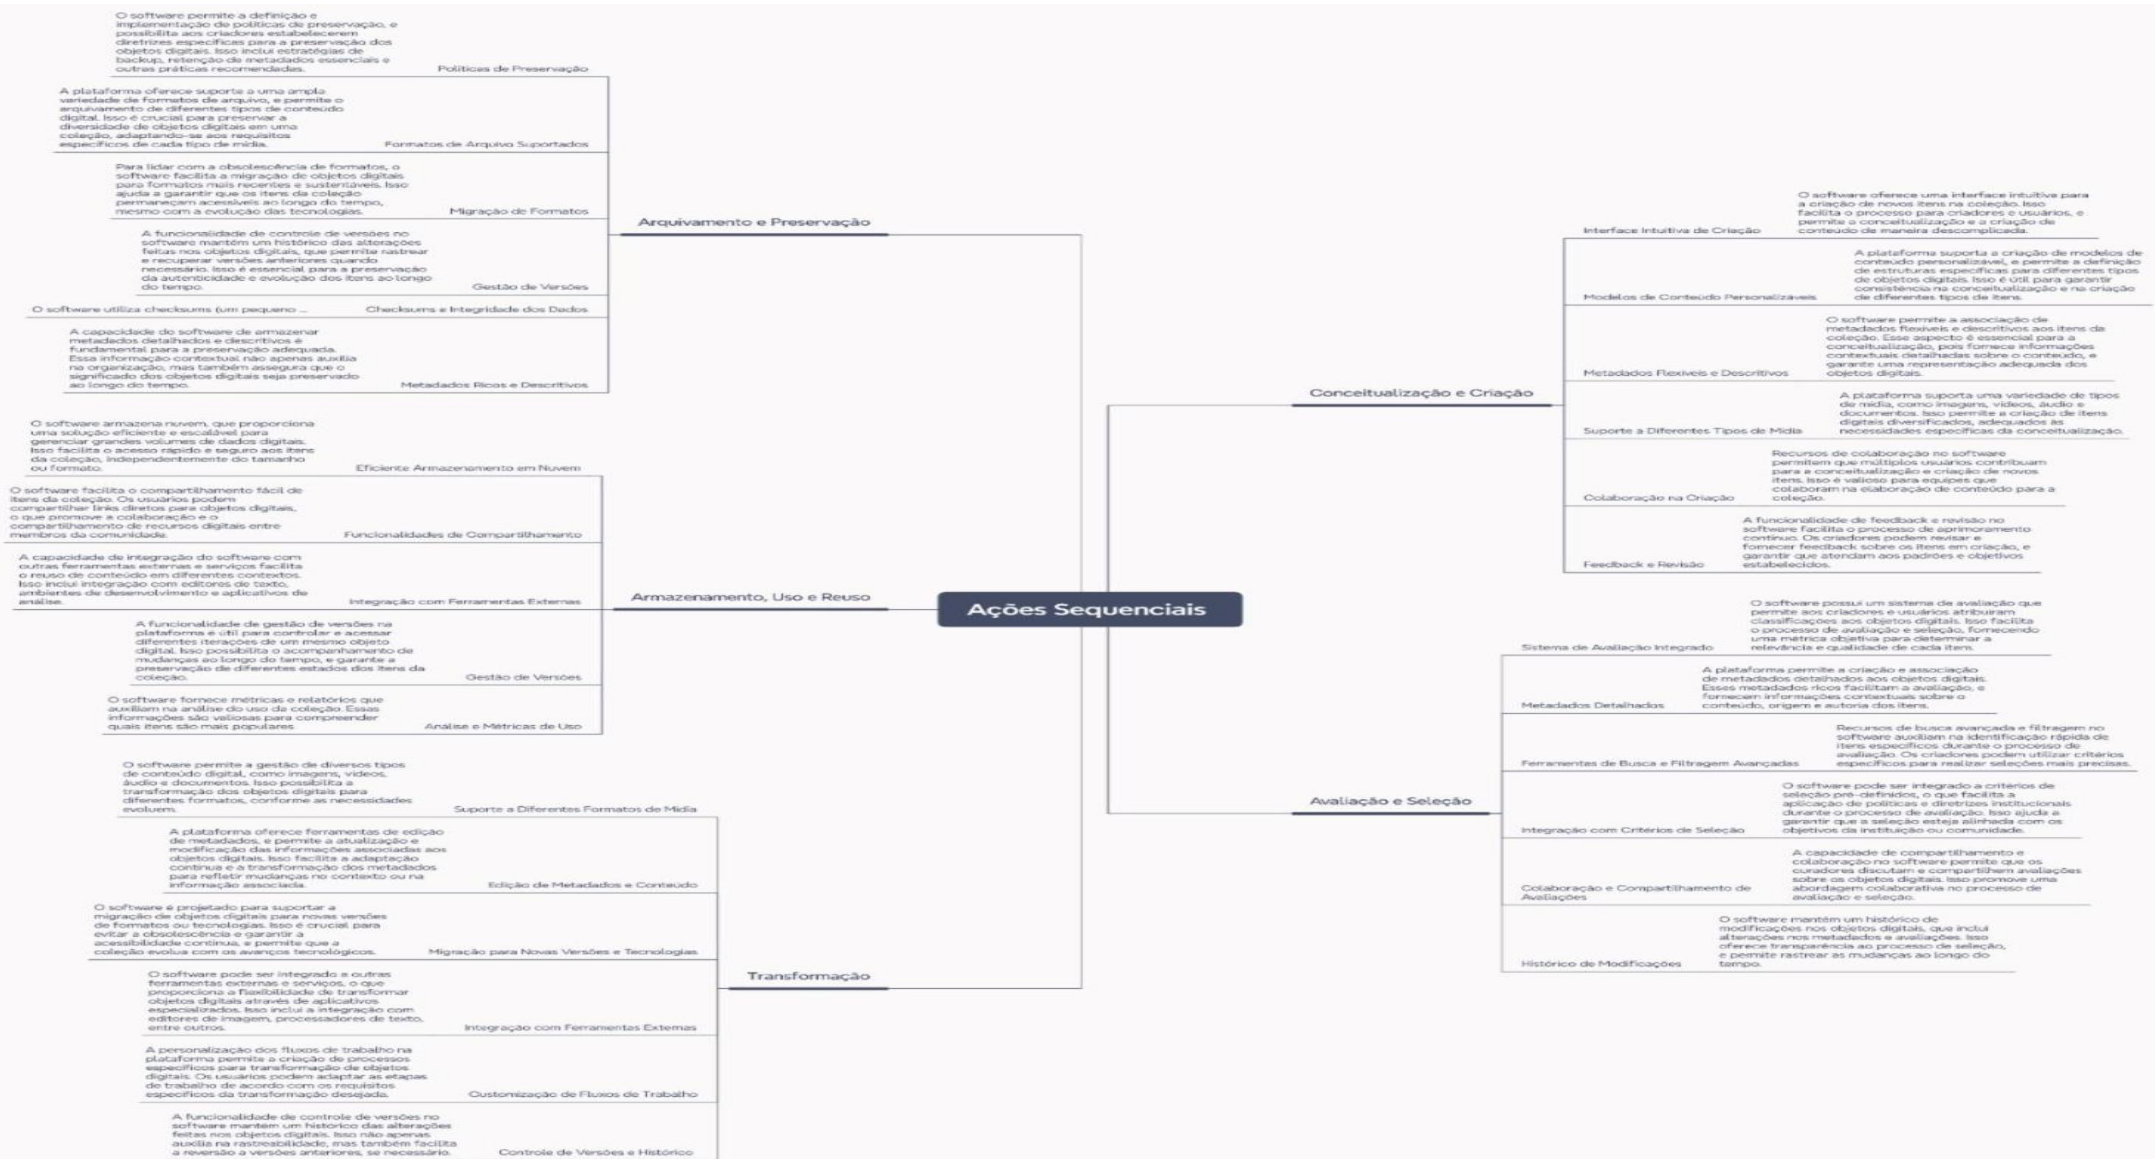 Ações Sequenciais
Conceitualização e Criação
Interface Intuitiva de Criação
O software oferece uma interface intuitiva para
a criação de novos itens na coleção. Isso
facilita o processo para criadores e usuários, e
permite a conceitualização e a criação de
conteúdo de maneira descomplicada.
Modelos de Conteúdo Personalizáveis
A plataforma suporta a criação de modelos de
conteúdo personalizável, e permite a definição
de estruturas específicas para diferentes tipos
de objetos digitais. Isso é útil para garantir
consistência na conceitualização e na criação
de diferentes tipos de itens.
Metadados Flexíveis e Descritivos
O software permite a associação de
metadados flexíveis e descritivos aos itens da
coleção. Esse aspecto é essencial para a
conceitualização, pois fornece informações
contextuais detalhadas sobre o conteúdo, e
garante uma representação adequada dos
objetos digitais.
Suporte a Diferentes Tipos de Mídia
A plataforma suporta uma variedade de tipos
de mídia, como imagens, vídeos, áudio e
documentos. Isso permite a criação de itens
digitais diversificados, adequados às
necessidades específicas da conceitualização.
Colaboração na Criação
Recursos de colaboração no software
permitem que múltiplos usuários contribuam
para a conceitualização e criação de novos
itens. Isso é valioso para equipes que
colaboram na elaboração de conteúdo para a
coleção.
Feedback e Revisão
A funcionalidade de feedback e revisão no
software facilita o processo de aprimoramento
contínuo. Os criadores podem revisar e
fornecer feedback sobre os itens em criação, e
garantir que atendam aos padrões e objetivos
estabelecidos.
Avaliação e Seleção
Sistema de Avaliação Integrado
O software possui um sistema de avaliação que
permite aos criadores e usuários atribuíram
classificações aos objetos digitais. Isso facilita
o processo de avaliação e seleção, fornecendo
uma métrica objetiva para determinar a
relevância e qualidade de cada item.
Metadados Detalhados
A plataforma permite a criação e associação
de metadados detalhados aos objetos digitais.
Esses metadados ricos facilitam a avaliação, e
fornecem informações contextuais sobre o
conteúdo, origem e autoria dos itens.
Ferramentas de Busca e Filtragem Avançadas
Recursos de busca avançada e filtragem no
software auxiliam na identificação rápida de
itens específicos durante o processo de
avaliação. Os criadores podem utilizar critérios
específicos para realizar seleções mais precisas.
Integração com Critérios de Seleção
O software pode ser integrado a critérios de
seleção pré-definidos, o que facilita a
aplicação de políticas e diretrizes institucionais
durante o processo de avaliação. Isso ajuda a
garantir que a seleção esteja alinhada com os
objetivos da instituição ou comunidade.
Colaboração e Compartilhamento de
Avaliações
A capacidade de compartilhamento e
colaboração no software permite que os
curadores discutam e compartilhem avaliações
sobre os objetos digitais. Isso promove uma
abordagem colaborativa no processo de
avaliação e seleção.
Histórico de Modificações
O software mantém um histórico de
modificações nos objetos digitais, que inclui
alterações nos metadados e avaliações. Isso
oferece transparência ao processo de seleção,
e permite rastrear as mudanças ao longo do
tempo.
Arquivamento e Preservação
Políticas de Preservação
O software permite a definição e
implementação de políticas de preservação, e
possibilita aos criadores estabelecerem
diretrizes específicas para a preservação dos
objetos digitais. Isso inclui estratégias de
backup, retenção de metadados essenciais e
outras práticas recomendadas.
Formatos de Arquivo Suportados
A plataforma oferece suporte a uma ampla
variedade de formatos de arquivo, e permite o
arquivamento de diferentes tipos de conteúdo
digital. Isso é crucial para preservar a
diversidade de objetos digitais em uma
coleção, adaptando-se aos requisitos
específicos de cada tipo de mídia.
Migração de Formatos
Para lidar com a obsolescência de formatos, o
software facilita a migração de objetos digitais
para formatos mais recentes e sustentáveis. Isso
ajuda a garantir que os itens da coleção
permaneçam acessíveis ao longo do tempo,
mesmo com a evolução das tecnologias.
Gestão de Versões
A funcionalidade de controle de versões no
software mantém um histórico das alterações
feitas nos objetos digitais, que permite rastrear
e recuperar versões anteriores quando
necessário. Isso é essencial para a preservação
da autenticidade e evolução dos itens ao longo
do tempo.
Checksums e Integridade dos Dados
O software utiliza checksums (um pequeno ...
Metadados Ricos e Descritivos
A capacidade do software de armazenar
metadados detalhados e descritivos é
fundamental para a preservação adequada.
Essa informação contextual não apenas auxilia
na organização, mas também assegura que o
significado dos objetos digitais seja preservado
ao longo do tempo.
Armazenamento, Uso e Reuso
Eficiente Armazenamento em Nuvem
O software armazena nuvem, que proporciona
uma solução eficiente e escalável para
gerenciar grandes volumes de dados digitais.
Isso facilita o acesso rápido e seguro aos itens
da coleção, independentemente do tamanho
ou formato.
Funcionalidades de Compartilhamento
O software facilita o compartilhamento fácil de
itens da coleção. Os usuários podem
compartilhar links diretos para objetos digitais,
o que promove a colaboração e o
compartilhamento de recursos digitais entre
membros da comunidade.
Integração com Ferramentas Externas
A capacidade de integração do software com
outras ferramentas externas e serviços facilita
o reuso de conteúdo em diferentes contextos.
Isso inclui integração com editores de texto,
ambientes de desenvolvimento e aplicativos de
análise.
Gestão de Versões
A funcionalidade de gestão de versões na
plataforma é útil para controlar e acessar
diferentes iterações de um mesmo objeto
digital. Isso possibilita o acompanhamento de
mudanças ao longo do tempo, e garante a
preservação de diferentes estados dos itens da
coleção.
Análise e Métricas de Uso
O software fornece métricas e relatórios que
auxiliam na análise do uso da coleção. Essas
informações são valiosas para compreender
quais itens são mais populares.
Transformação
Suporte a Diferentes Formatos de Mídia
O software permite a gestão de diversos tipos
de conteúdo digital, como imagens, vídeos,
áudio e documentos. Isso possibilita a
transformação dos objetos digitais para
diferentes formatos, conforme as necessidades
evoluem.
Edição de Metadados e Conteúdo
A plataforma oferece ferramentas de edição
de metadados, e permite a atualização e
modificação das informações associadas aos
objetos digitais. Isso facilita a adaptação
contínua e a transformação dos metadados
para refletir mudanças no contexto ou na
informação associada.
Migração para Novas Versões e Tecnologias
O software é projetado para suportar a
migração de objetos digitais para novas versões
de formatos ou tecnologias. Isso é crucial para
evitar a obsolescência e garantir a
acessibilidade contínua, e permite que a
coleção evolua com os avanços tecnológicos.
Integração com Ferramentas Externas
O software pode ser integrado a outras
ferramentas externas e serviços, o que
proporciona a flexibilidade de transformar
objetos digitais através de aplicativos
especializados. Isso inclui a integração com
editores de imagem, processadores de texto,
entre outros.
Customização de Fluxos de Trabalho
A personalização dos fluxos de trabalho na
plataforma permite a criação de processos
específicos para transformação de objetos
digitais. Os usuários podem adaptar as etapas
de trabalho de acordo com os requisitos
específicos da transformação desejada.
Controle de Versões e Histórico
A funcionalidade de controle de versões no
software mantém um histórico das alterações
feitas nos objetos digitais. Isso não apenas
auxilia na rastreabilidade, mas também facilita
a reversão a versões anteriores, se necessário.